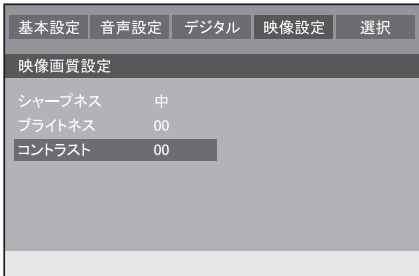 基本設定 音声設定 デジタル 映像設定 選択
映像画質設定
シャープネス 中
ブライトネス 00
コントラスト 00